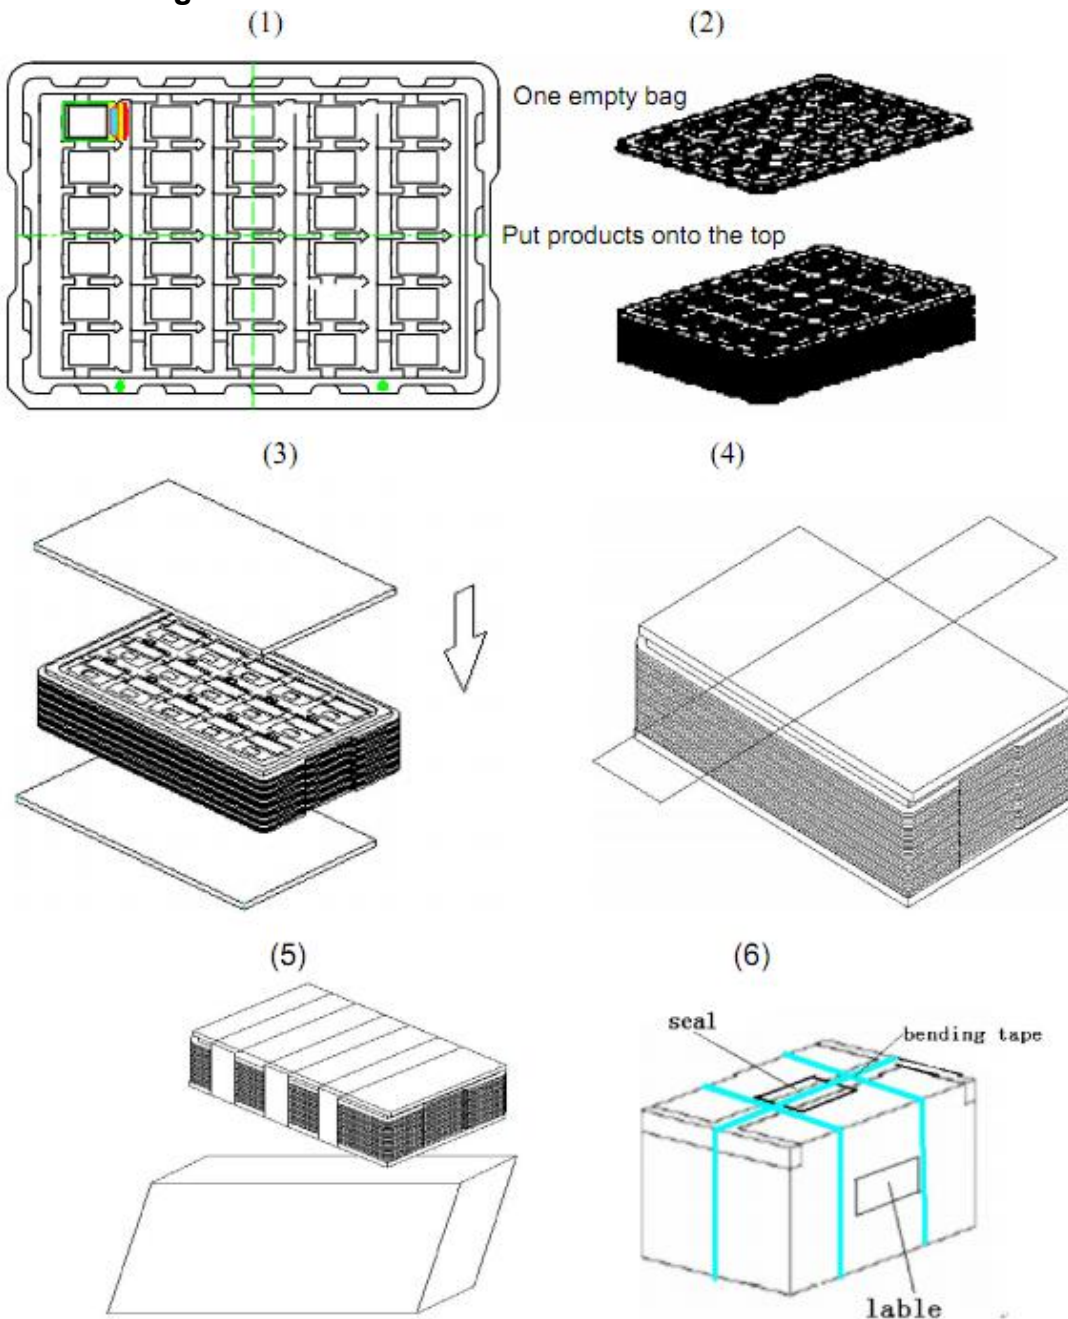 (1)
(2)
One empty bag
Put products onto the top
(3)
(4)
(5)
(6)
seal
bending tape
lable